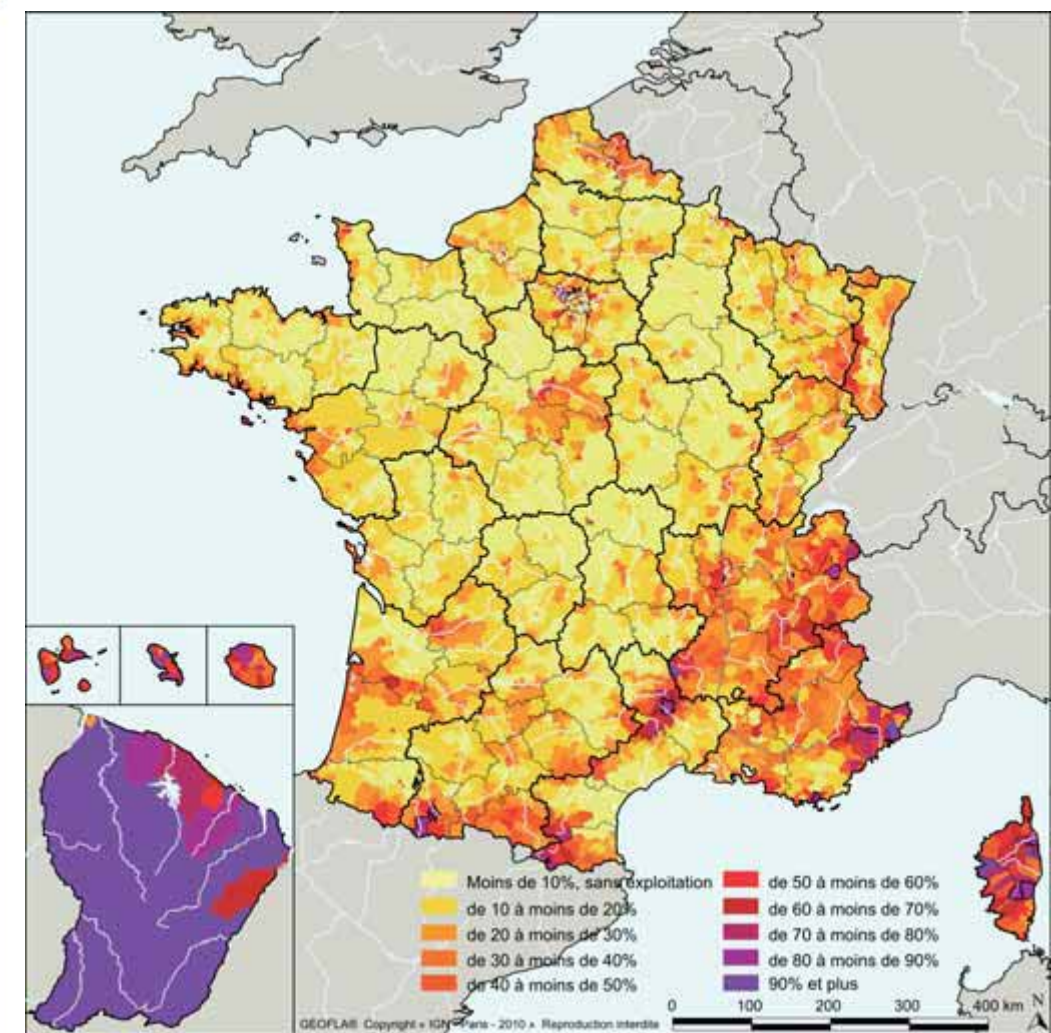 Moins de 10%, sans exploitation
de 10 à moins de 20%
de 20 à moins de 30%
de 30 à moins de 40%
de 40 à moins de 50%
de 50 à moins de 60%
de 60 à moins de 70%
de 70 à moins de 80%
de 80 à moins de 90%
90% et plus
0 100 200 300 400 km
N
GEOFLA® Copyright « IGN - Paris - 2010 » Reproduction interdite